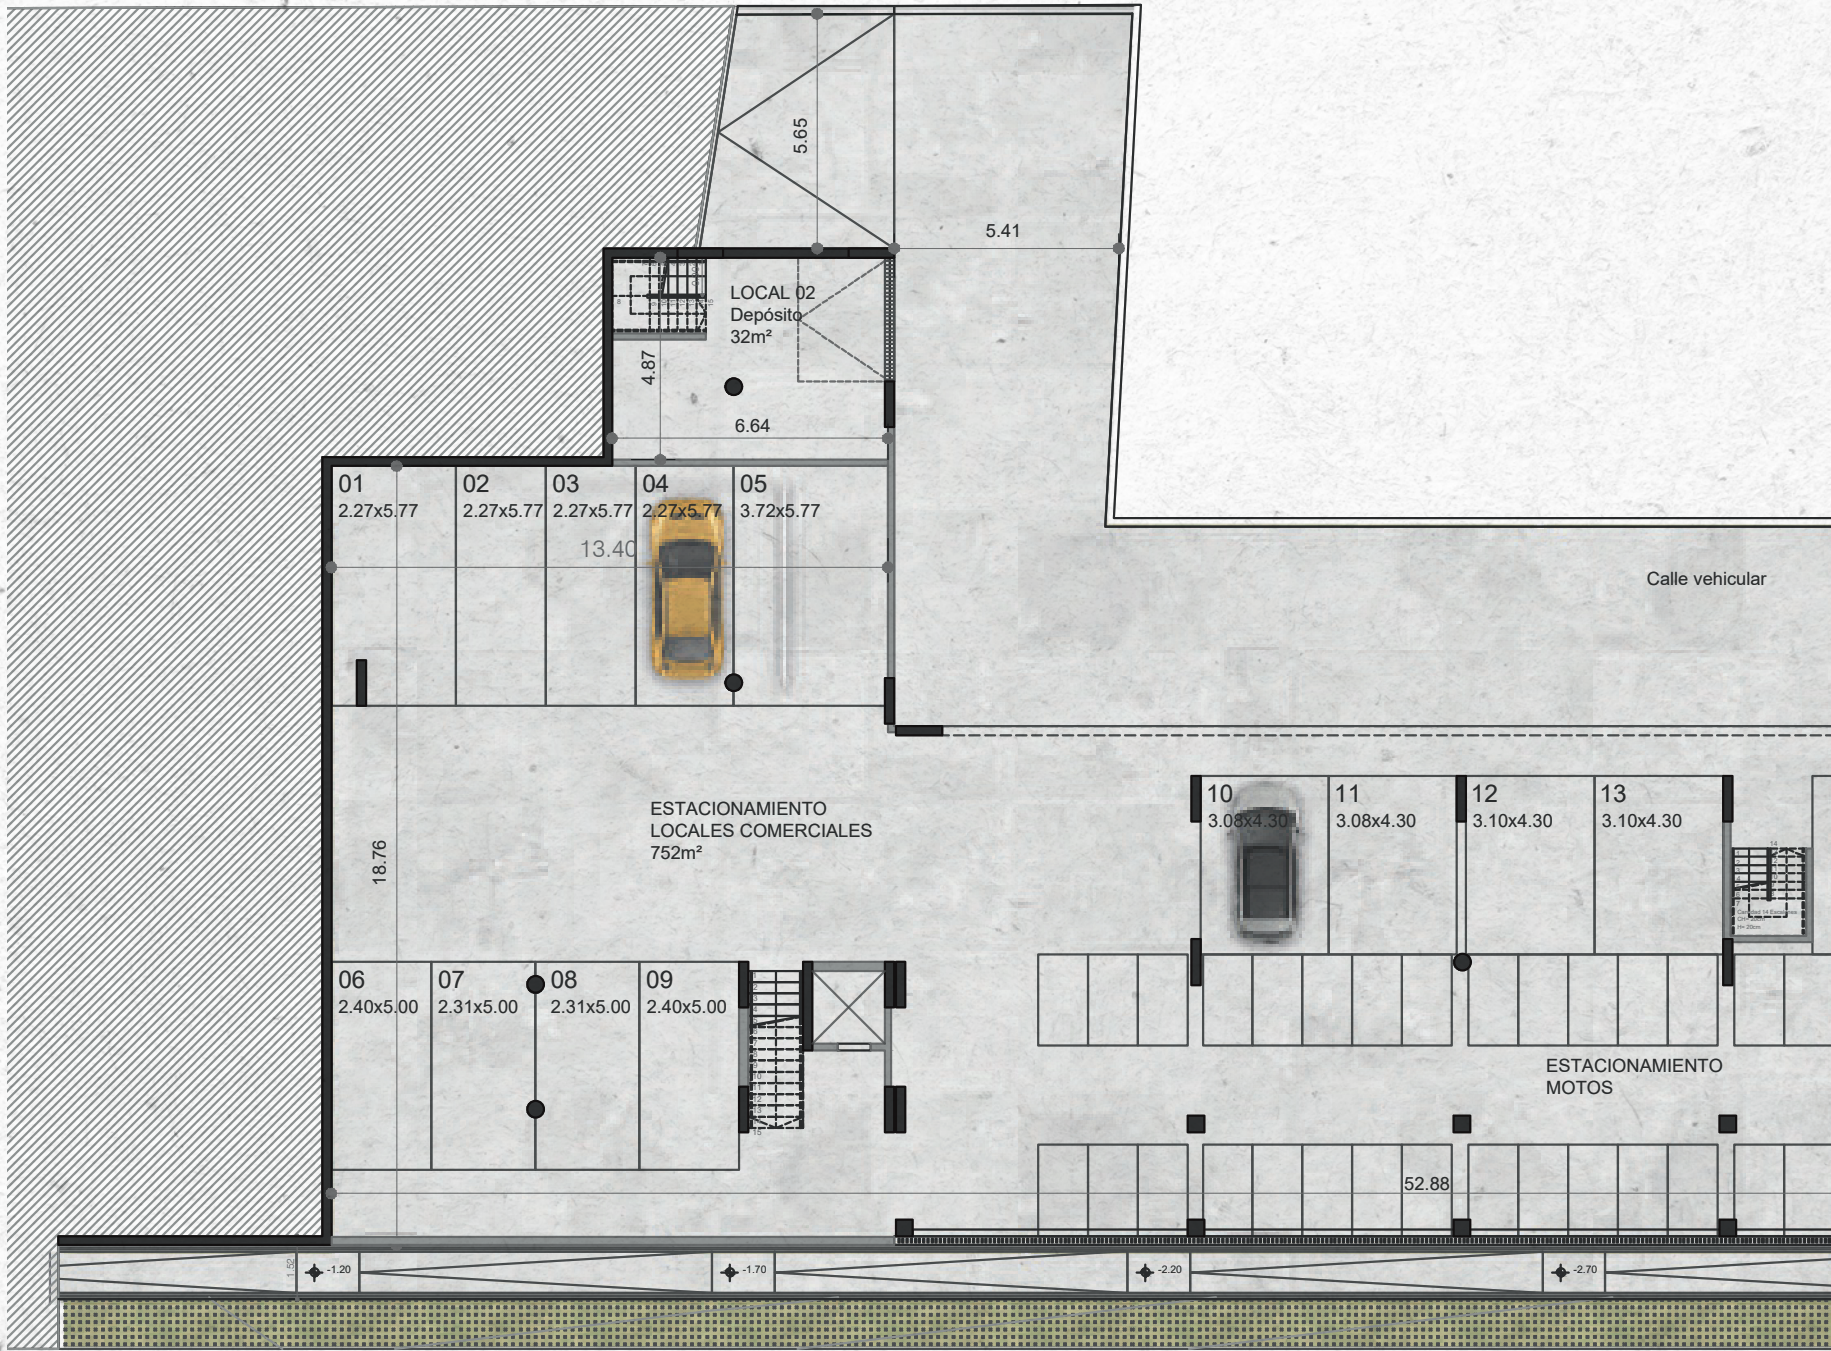 5.65
5.41
LOCAL 02
Depósito
32m²
4.87
6.64
01
2.27x5.77
02
2.27x5.77
03
2.27x5.77
04
2.27x5.77
05
3.72x5.77
13.40
Calle vehicular
18.76
ESTACIONAMIENTO
LOCALES COMERCIALES
752m²
10
3.08x4.30
11
3.08x4.30
12
3.10x4.30
13
3.10x4.30
14
06
2.40x5.00
07
2.31x5.00
08
2.31x5.00
09
2.40x5.00
ESTACIONAMIENTO
MOTOS
52.88
1.52
-1.20
-1.70
-2.20
-2.70